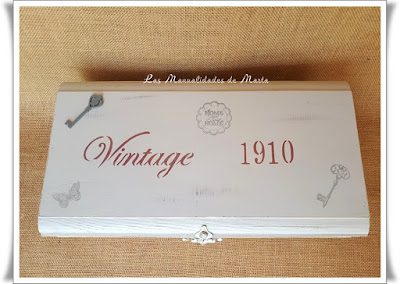 Las Manualidades de Marta
Vintage 1910